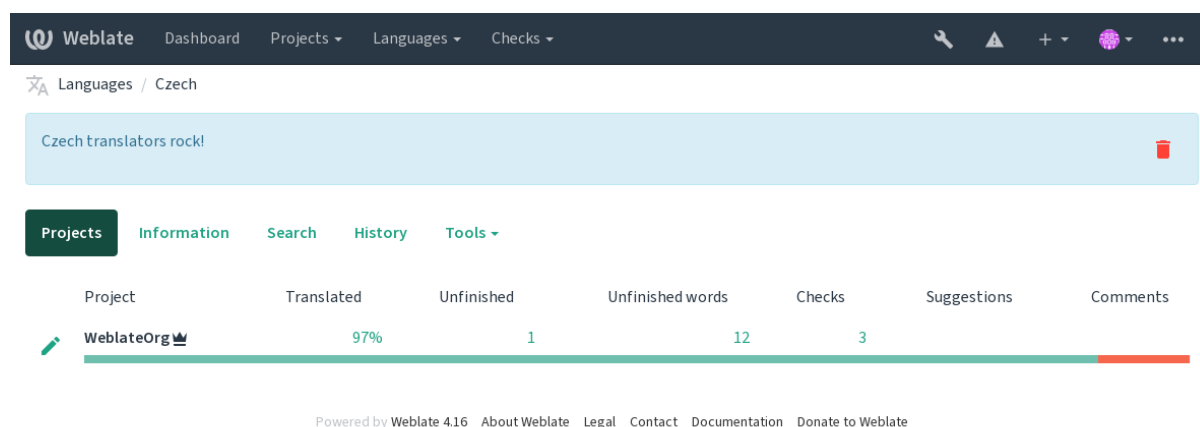 Weblate Dashboard Projects Languages Checks
Languages / Czech
Czech translators rock!
Projects Information Search History Tools
Project Translated Unfinished Unfinished words Checks Suggestions Comments
WeblateOrg 97% 1 12 3
Powered by Weblate 4.16 About Weblate Legal Contact Documentation Donate to Weblate